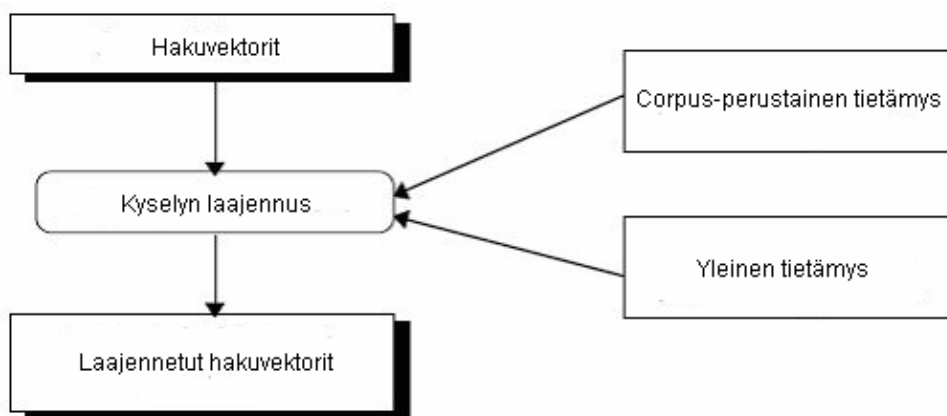 Hakuvektorit
Corpus-perustainen tietämys
Kyselyn laajennus
Yleinen tietämys
Laajennetut hakuvektorit